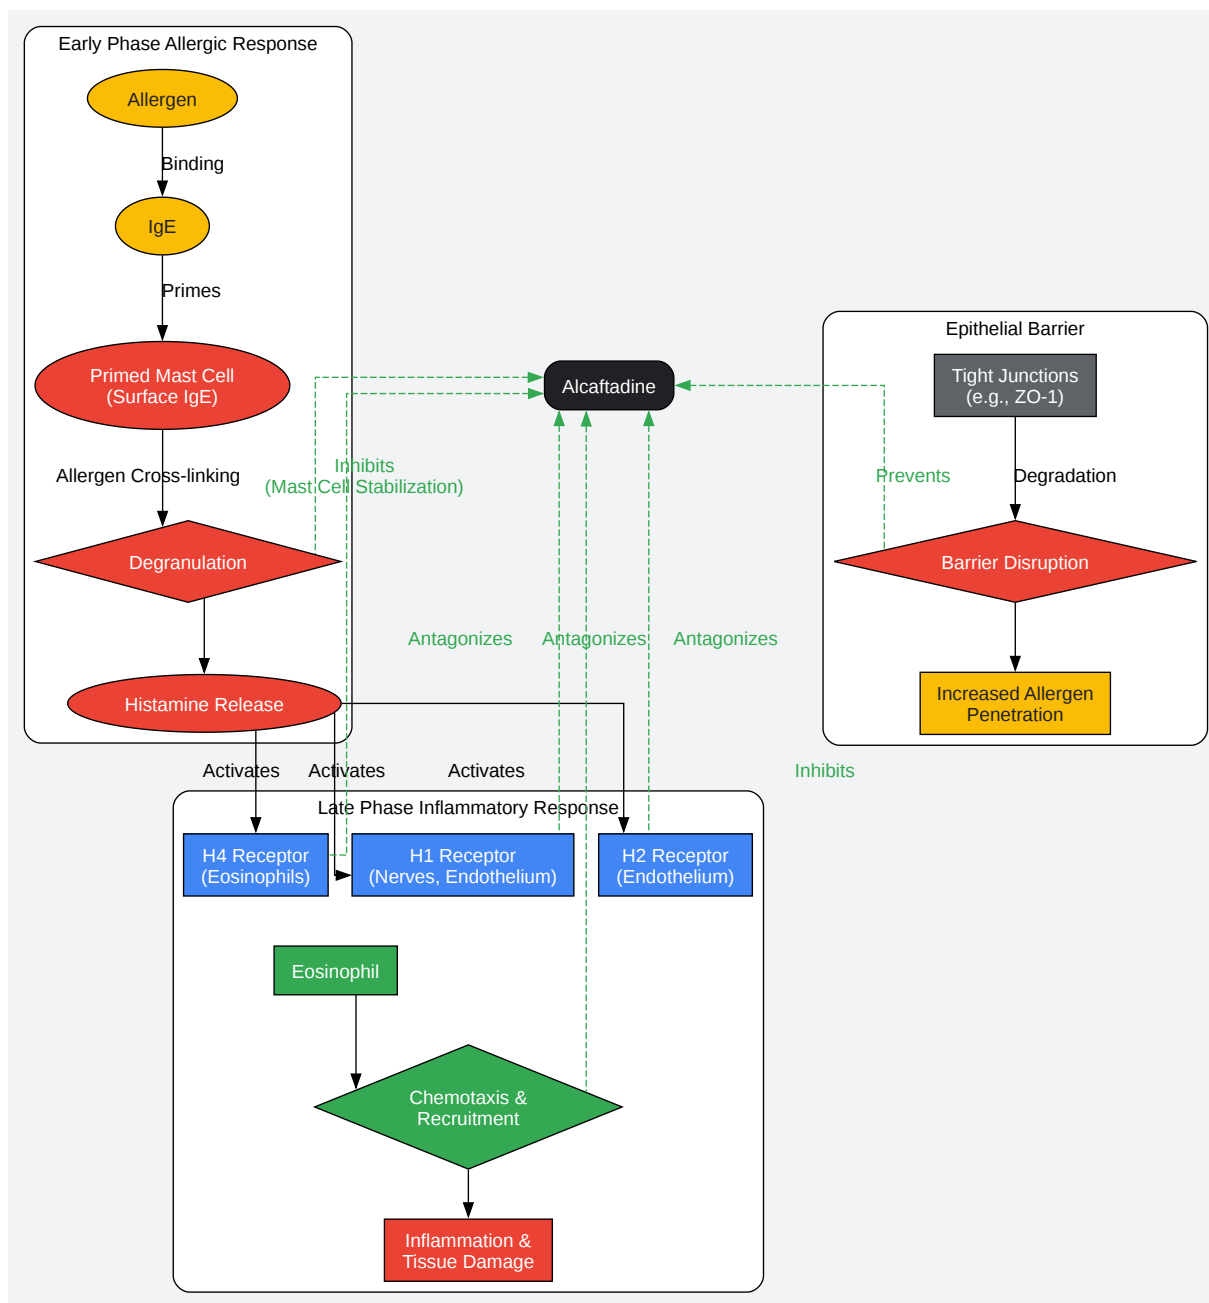 Early Phase Allergic Response
Allergen
Binding
IgE
Primes
Primed Mast Cell
(Surface IgE)
Allergen Cross-linking
Inhibits
(Mast Cell Stabilization)
Degranulation
Histamine Release
Alcaftadine
Epithelial Barrier
Tight Junctions
(e.g., ZO-1)
Prevents
Degradation
Barrier Disruption
Increased Allergen
Penetration
Antagonizes
Antagonizes
Antagonizes
Activates
Activates
Activates
Inhibits
Late Phase Inflammatory Response
H4 Receptor
(Eosinophils)
H1 Receptor
(Nerves, Endothelium)
H2 Receptor
(Endothelium)
Eosinophil
Chemotaxis &
Recruitment
Inflammation &
Tissue Damage